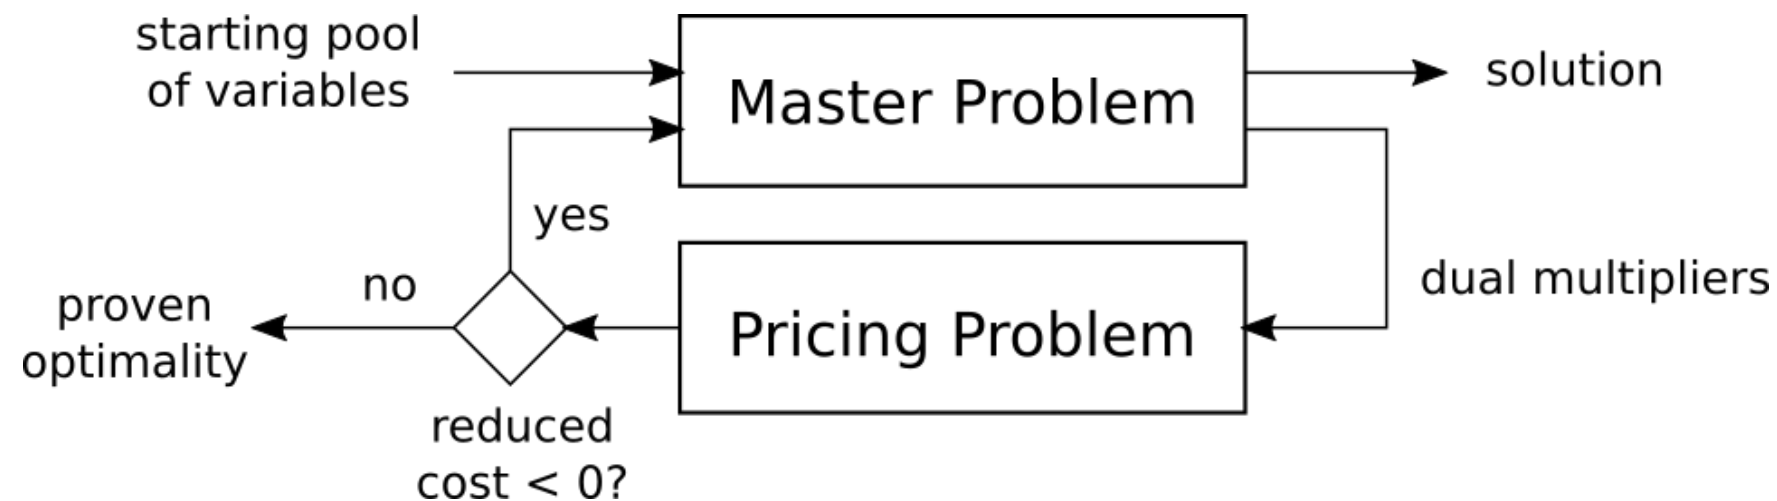 starting pool
of variables
Master Problem
solution
yes
no
proven
optimality
Pricing Problem
dual multipliers
reduced
cost < 0?